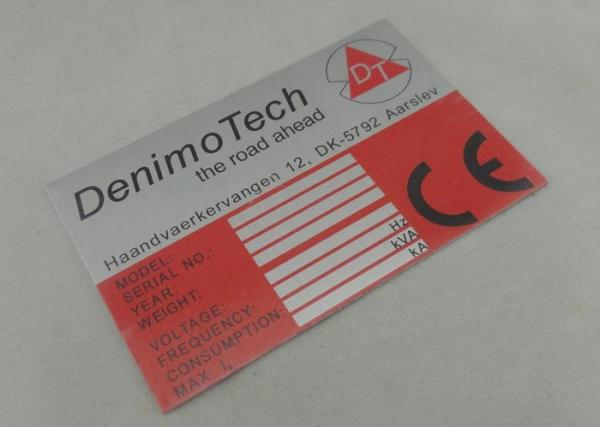 DT
DenimoTech
the road ahead
Haandvaerkervangen 12, DK-5792 Aarslev
CE
MODEL:
SERIAL NO.:
YEAR:
WEIGHT:
VOLTAGE:
FREQUENCY: Hz
CONSUMPTION: kVA
MAX. I. kA